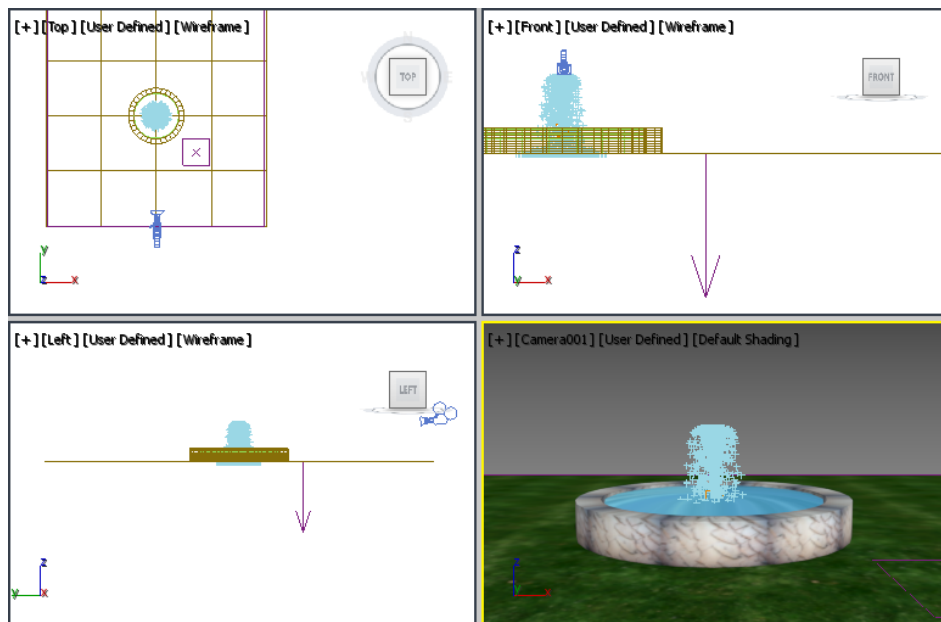 [+] [Top] [User Defined] [Wireframe]
TOP
[+] [Front] [User Defined] [Wireframe]
FRONT
y
z
x
z
y
x
[+] [Left] [User Defined] [Wireframe]
LEFT
z
y
x
[+] [Camera001] [User Defined] [Default Shading]
z
x